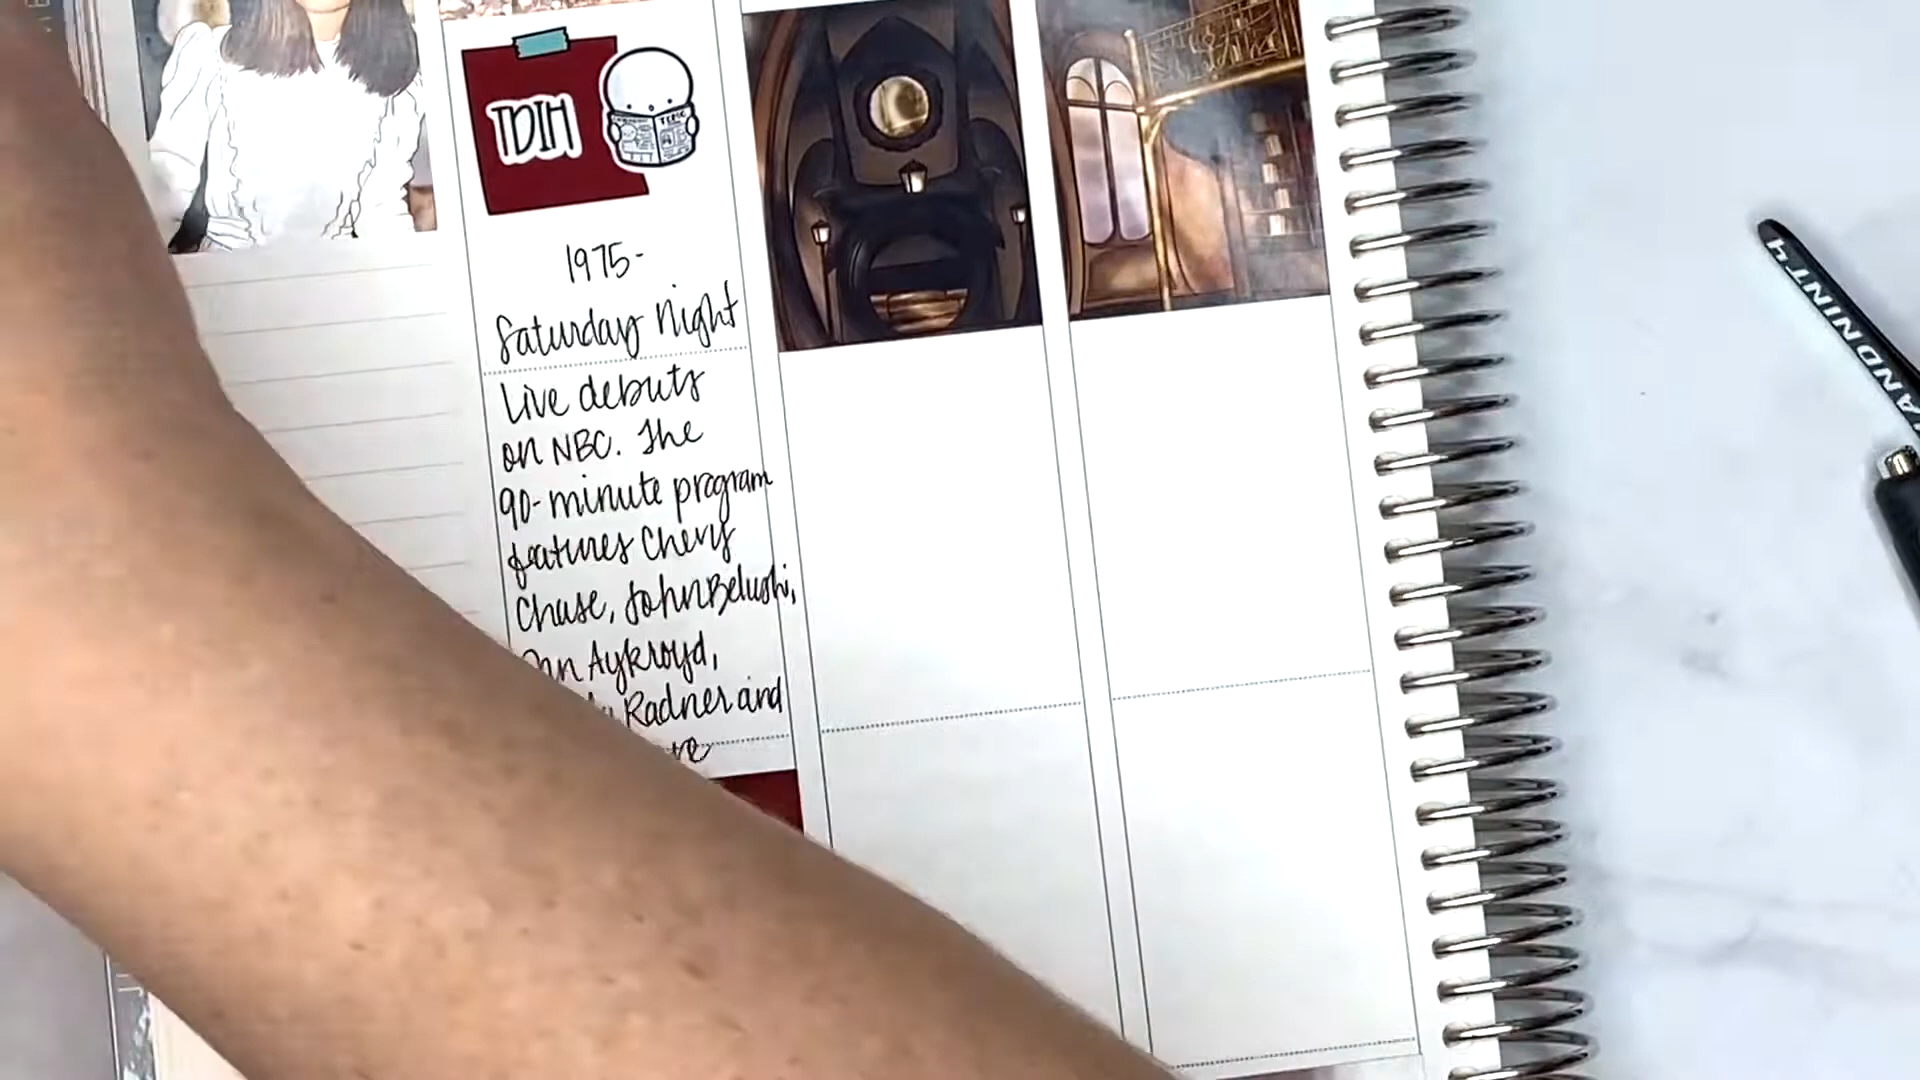 TDIH
TOPIC
1975-
Saturday Night
Live debuts
on NBC. The
90-minute program
features Chevy
Chase, John Belushi,
Aykroyd,
Radner and